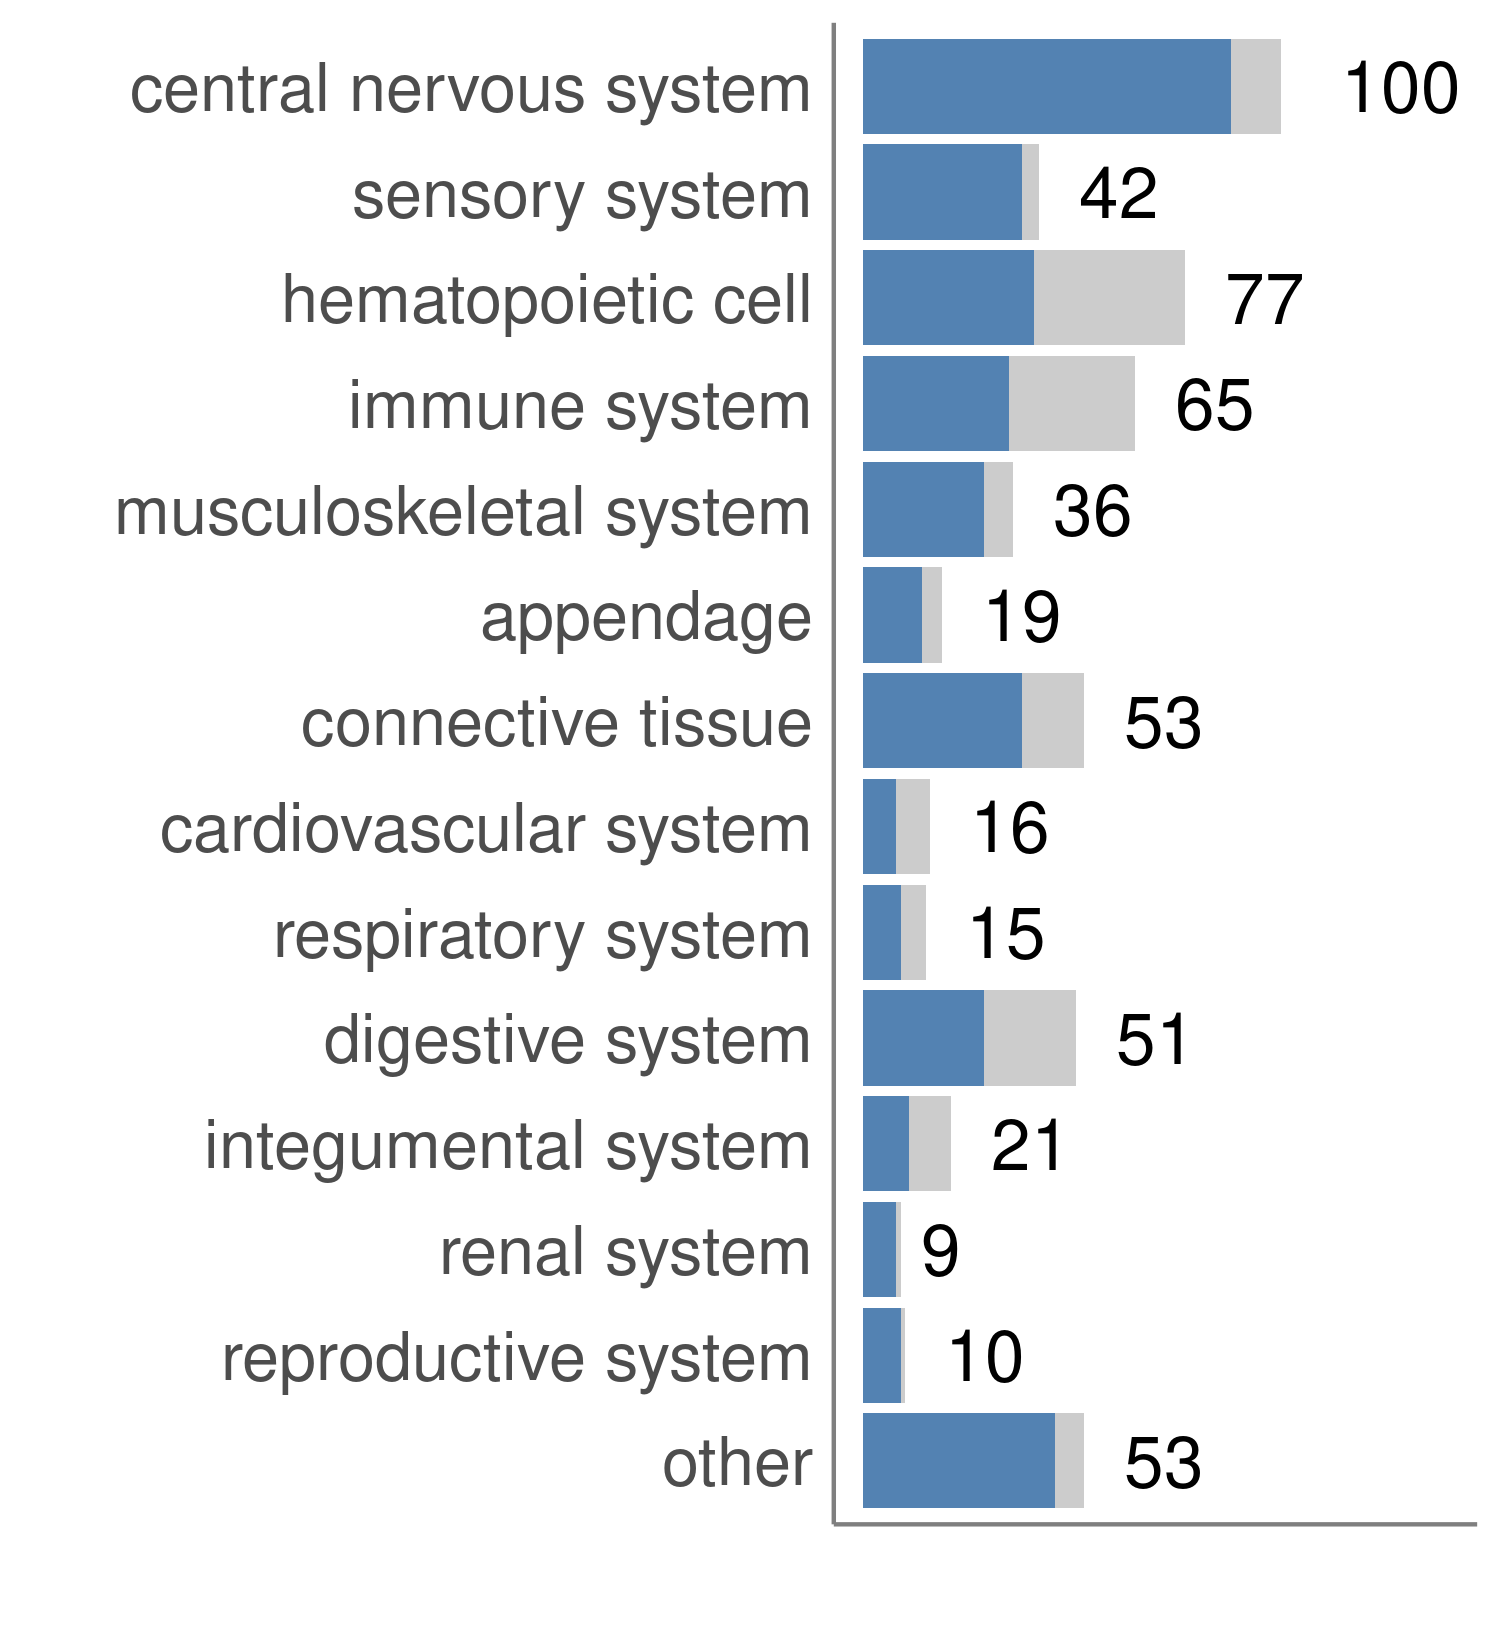 central nervous system 100
sensory system 42
hematopoietic cell 77
immune system 65
musculoskeletal system 36
appendage 19
connective tissue 53
cardiovascular system 16
respiratory system 15
digestive system 51
integumental system 21
renal system 9
reproductive system 10
other 53